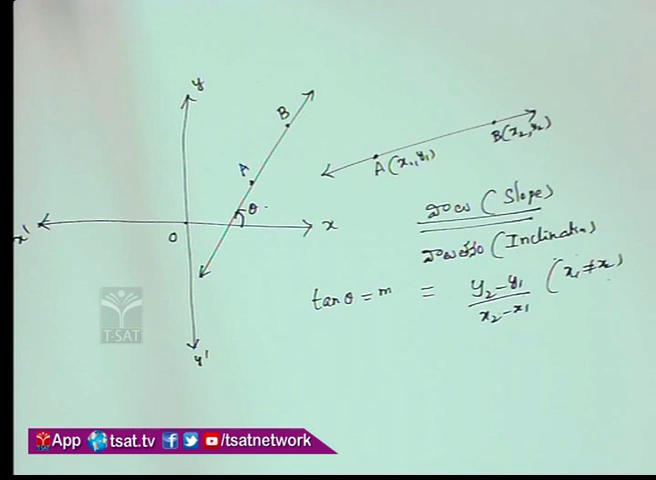 y
B
A
θ
x'
x
O
y'
A(x₁,y₁)
B(x₂,y₂)
వాలు (Slope)
(Inclination)
tan θ = m = (y₂-y₁)/(x₂-x₁) (x₁≠x₂)
T-SAT
App tsat.tv /tsatnetwork